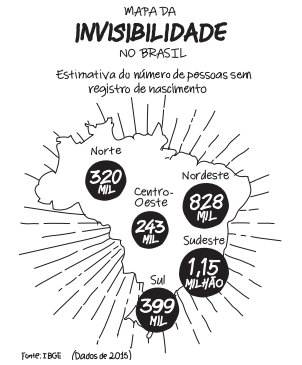 MAPA DA
INVISIBILIDADE
NO BRASIL
Estimativa do número de pessoas sem
registro de nascimento
Norte
320
MIL
Nordeste
828
MIL
Centro-
Oeste
243
MIL
Sudeste
1,15
MILHÃO
Sul
399
MIL
Fonte: IBGE (Dados de 2015)